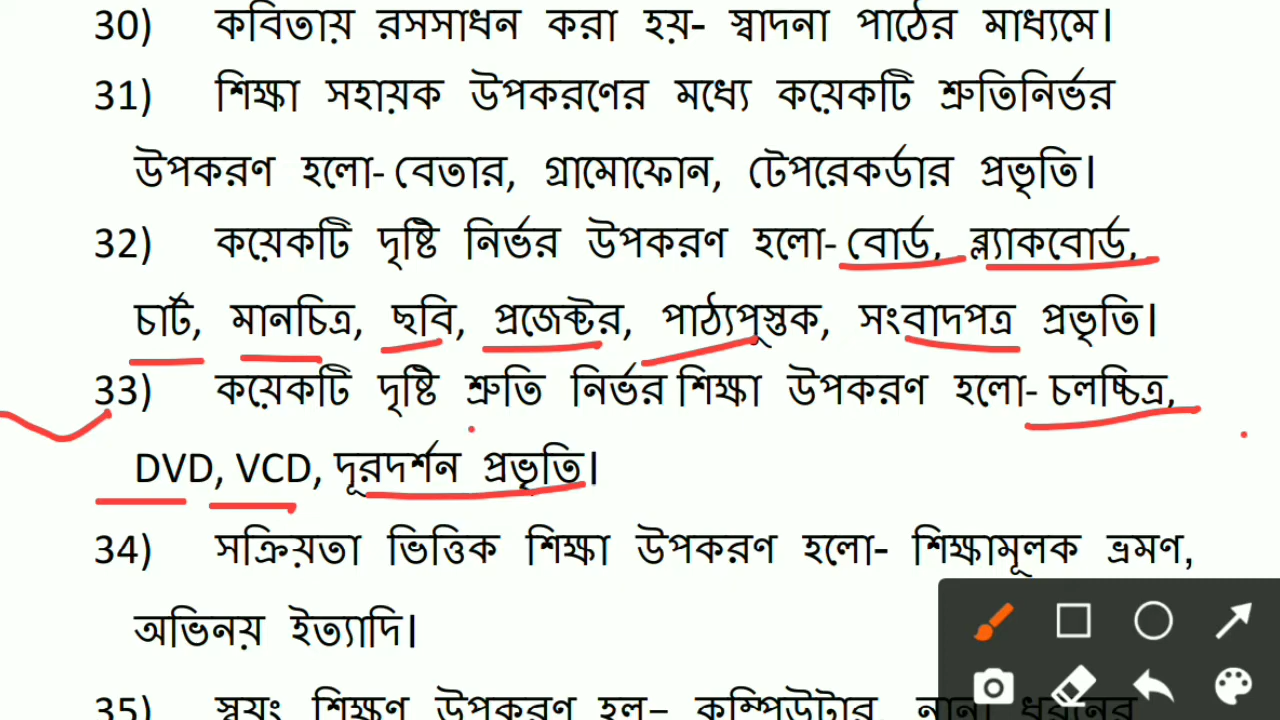 30) কবিতায় রসসাধন করা হয়- স্বাদনা পাঠের মাধ্যমে।
31) শিক্ষা সহায়ক উপকরণের মধ্যে কয়েকটি শ্রুতিনির্ভর
উপকরণ হলো- বেতার, গ্রামোফোন, টেপরেকর্ডার প্রভৃতি।
32) কয়েকটি দৃষ্টি নির্ভর উপকরণ হলো- বোর্ড, ব্ল্যাকবোর্ড,
চার্ট, মানচিত্র, ছবি, প্রজেক্টর, পাঠ্যপুস্তক, সংবাদপত্র প্রভৃতি।
33) কয়েকটি দৃষ্টি শ্রুতি নির্ভর শিক্ষা উপকরণ হলো- চলচ্চিত্র,
DVD, VCD, দূরদর্শন প্রভৃতি।
34) সক্রিয়তা ভিত্তিক শিক্ষা উপকরণ হলো- শিক্ষামূলক ভ্রমণ,
অভিনয় ইত্যাদি।
35) স্বয়ং শিক্ষণ উপকরণ হল– কম্পিউটার, নানা ধরনের